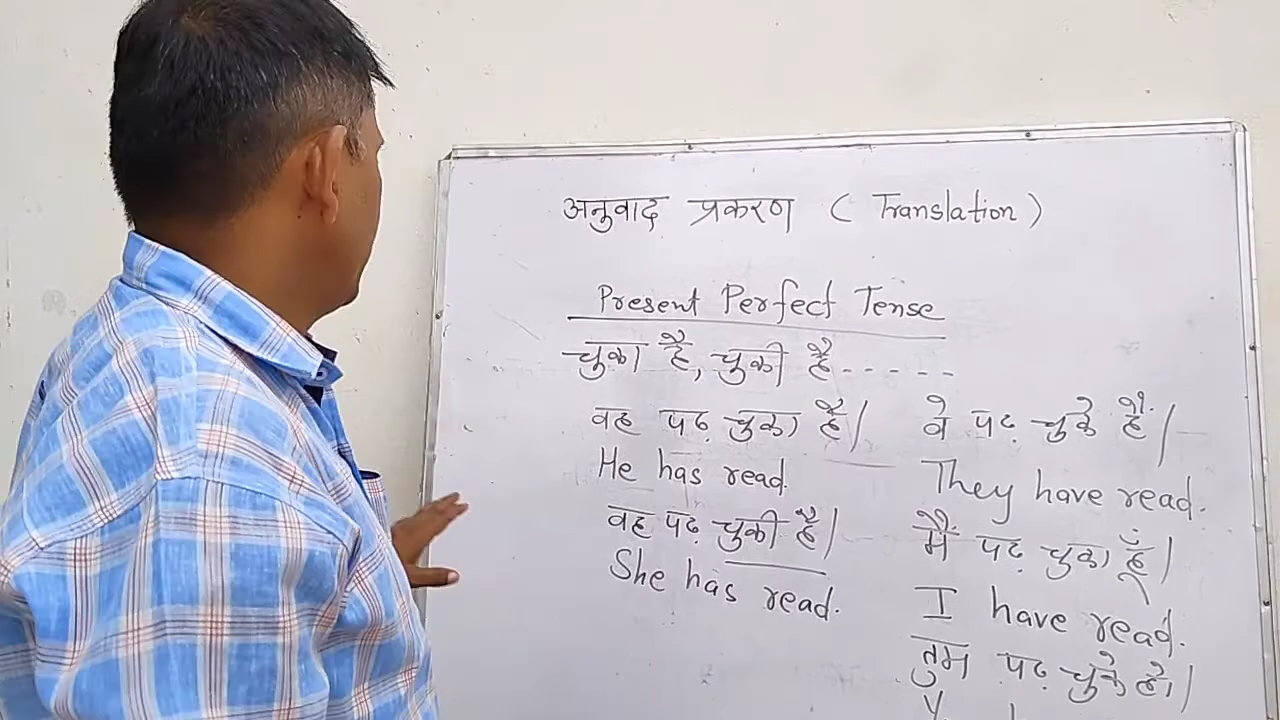 अनुवाद प्रकरण ( Translation )
Present Perfect Tense
चुका है, चुकी है - - - - -
वह पढ़ चुका है।
He has read.
वह पढ़ चुकी है।
She has read.
वे पढ़ चुके हैं।
They have read.
मैं पढ़ चुका हूँ।
I have read.
तुम पढ़ चुके हो।